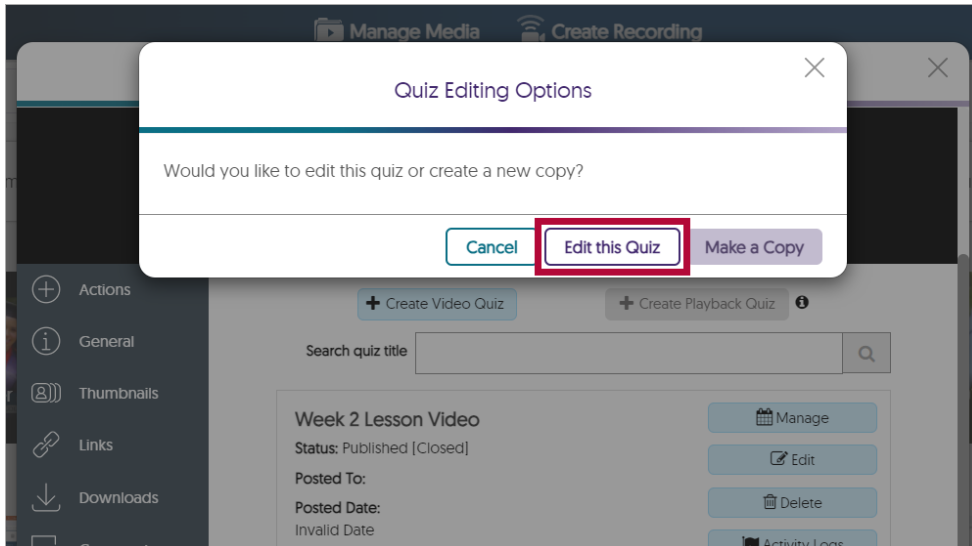 Manage Media Create Recording
Quiz Editing Options
Would you like to edit this quiz or create a new copy?
Cancel Edit this Quiz Make a Copy
Actions
General
Thumbnails
Links
Downloads
+ Create Video Quiz + Create Playback Quiz
Search quiz title
Week 2 Lesson Video
Status: Published [Closed]
Posted To:
Posted Date:
Invalid Date
Manage
Edit
Delete
Activity Logs